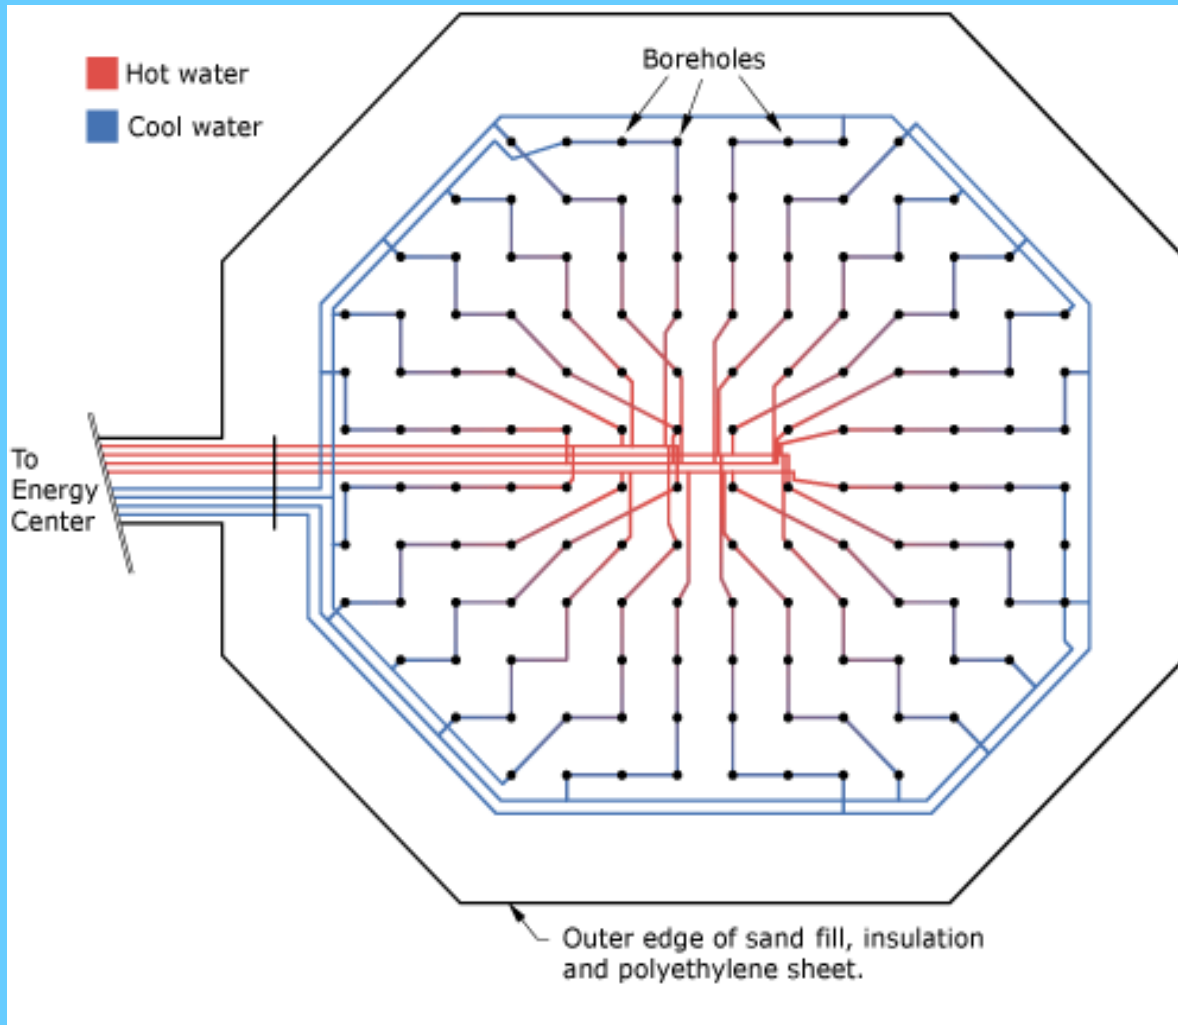 Hot water
Cool water
Boreholes
To
Energy
Center
Outer edge of sand fill, insulation
and polyethylene sheet.